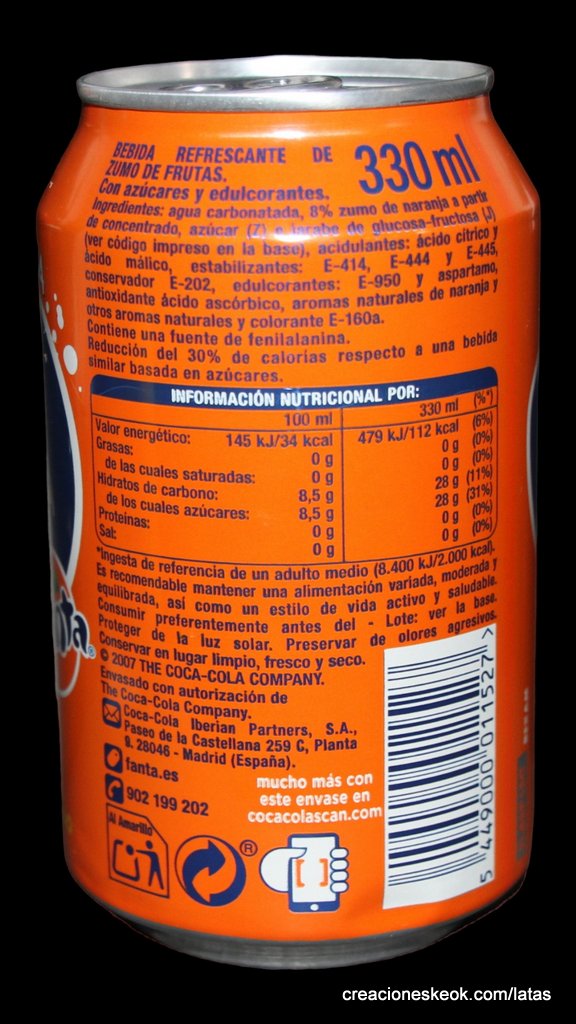 BEBIDA REFRESCANTE DE
ZUMO DE FRUTAS.
330 ml
Con azúcares y edulcorantes.
Ingredientes: agua carbonatada, 8% zumo de naranja a partir
de concentrado, azúcar (Z) o jarabe de glucosa-fructosa (J)
(ver código impreso en la base), acidulantes: ácido cítrico y
ácido málico, estabilizantes: E-414, E-444 y E-445,
conservador E-202, edulcorantes: E-950 y aspartamo,
antioxidante ácido ascórbico, aromas naturales de naranja y
otros aromas naturales y colorante E-160a.
Contiene una fuente de fenilalanina.
Reducción del 30% de calorías respecto a una bebida
similar basada en azúcares.
INFORMACIÓN NUTRICIONAL POR:
100 ml 330 ml (%*)
Valor energético: 145 kJ/34 kcal 479 kJ/112 kcal (6%)
Grasas: 0 g 0 g (0%)
de las cuales saturadas: 0 g 0 g (0%)
Hidratos de carbono: 8,5 g 28 g (11%)
de los cuales azúcares: 8,5 g 28 g (31%)
Proteínas: 0 g 0 g (0%)
Sal: 0 g 0 g (0%)
*Ingesta de referencia de un adulto medio (8.400 kJ/2.000 kcal).
Es recomendable mantener una alimentación variada, moderada y
equilibrada, así como un estilo de vida activo y saludable.
Consumir preferentemente antes del - Lote: ver la base.
Proteger de la luz solar. Preservar de olores agresivos.
Conservar en lugar limpio, fresco y seco.
© 2007 THE COCA-COLA COMPANY.
Envasado con autorización de
The Coca-Cola Company.
Coca-Cola Iberian Partners, S.A.,
Paseo de la Castellana 259 C, Planta
9. 28046 - Madrid (España).
fanta.es
902 199 202
mucho más con
este envase en
cocacolascan.com
Al Amarillo
®
5 449000 011527 >
nta®
creacioneskeok.com/latas